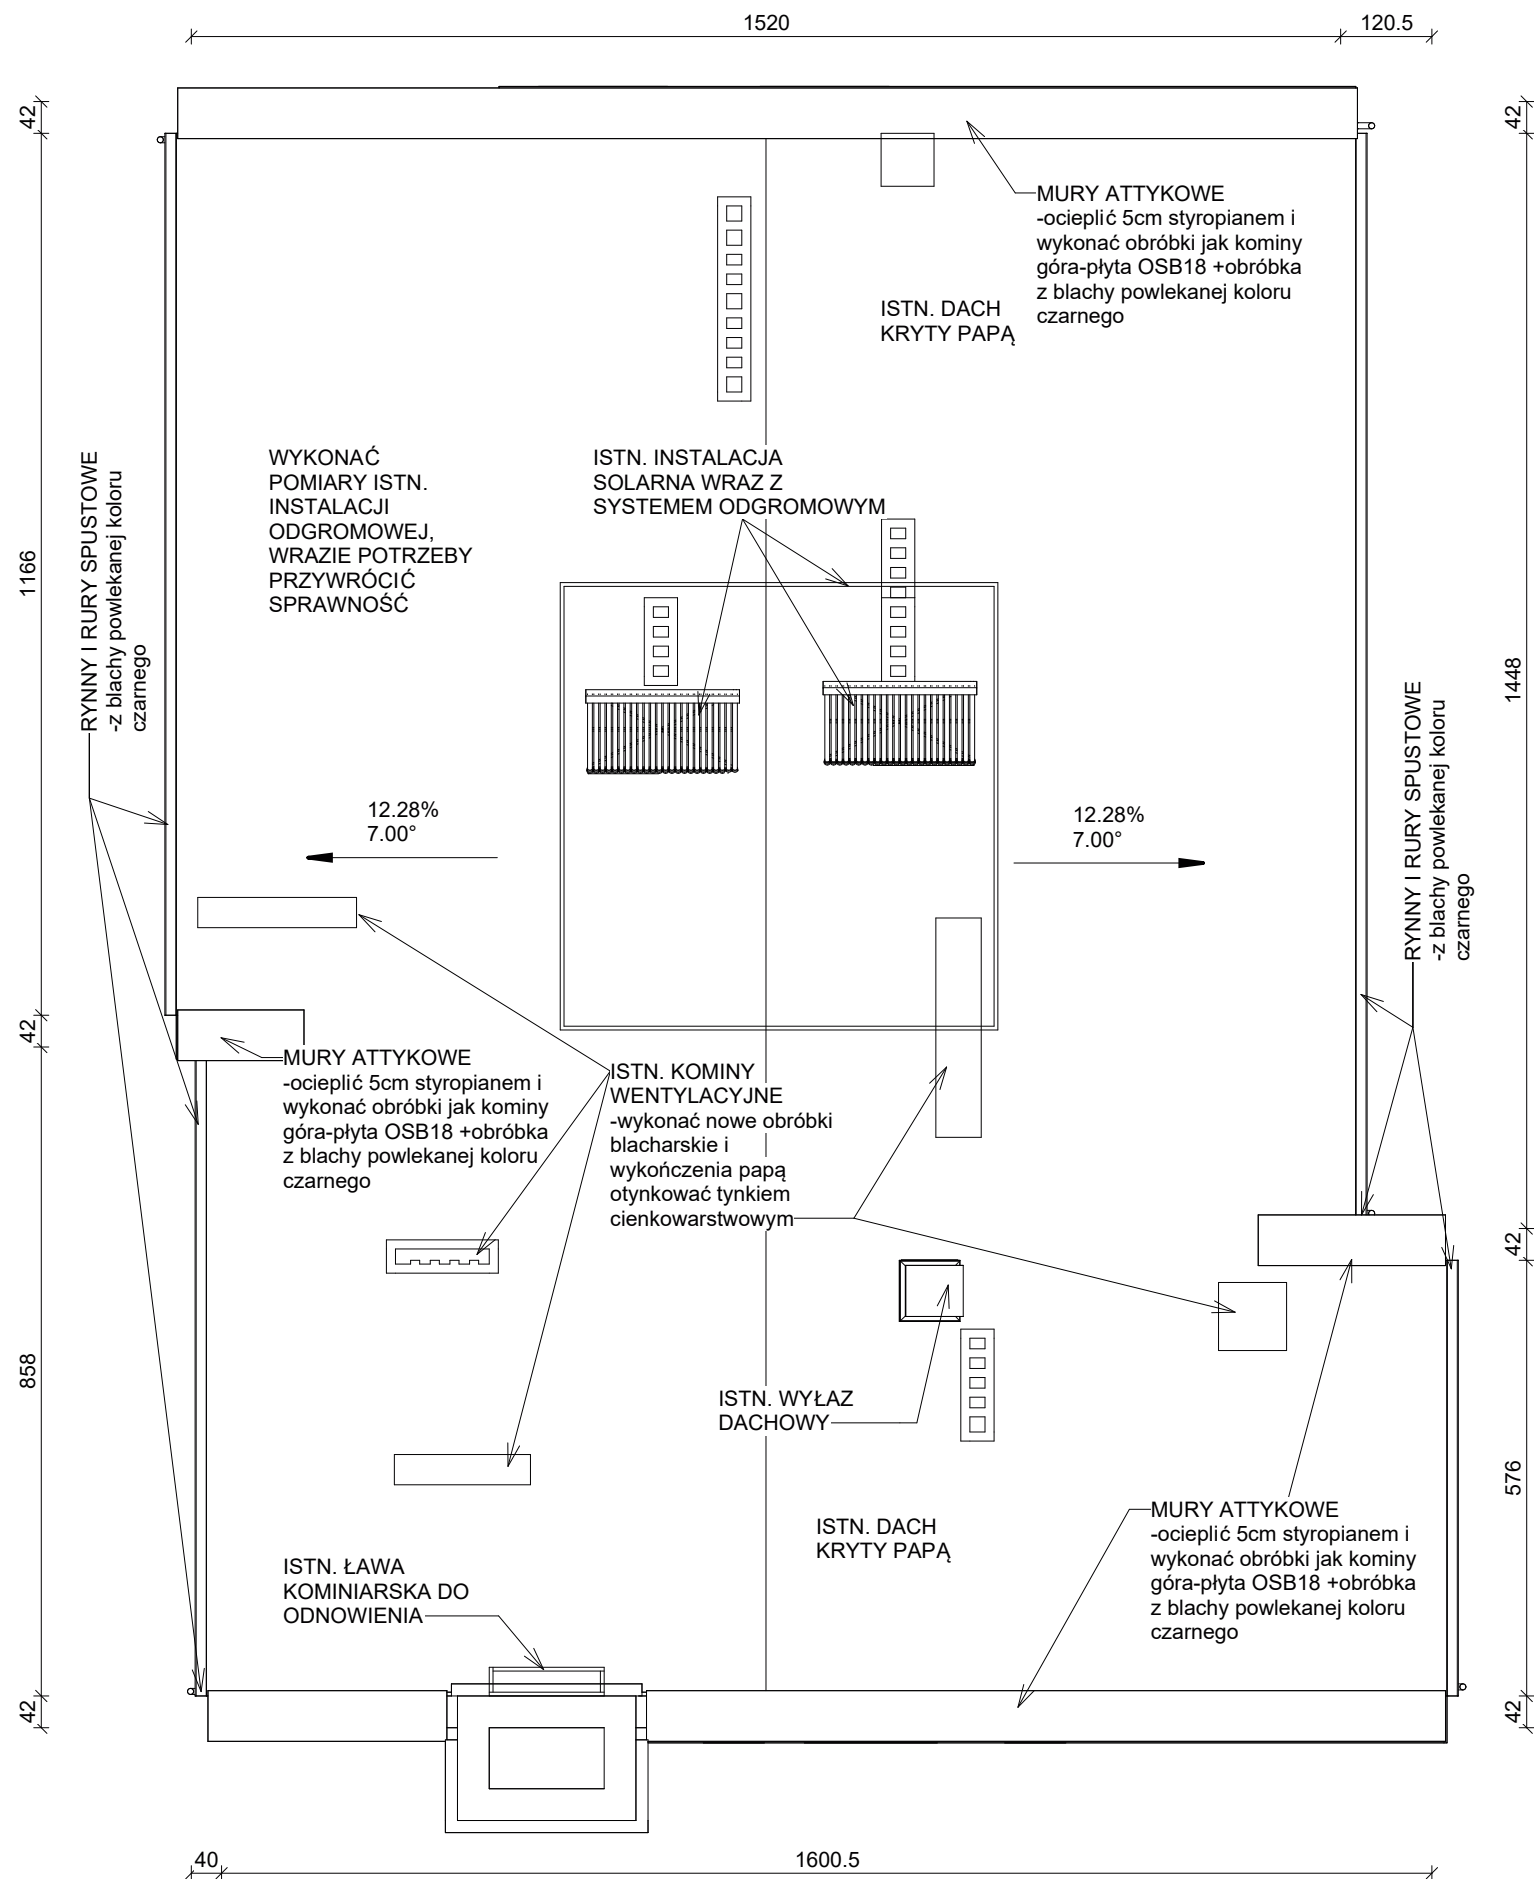 1520
120.5
42
42
MURY ATTYKOWE
-ocieplić 5cm styropianem i
wykonać obróbki jak kominy
góra-płyta OSB18 +obróbka
z blachy powlekanej koloru
czarnego
ISTN. DACH
KRYTY PAPĄ
WYKONAĆ
POMIARY ISTN.
INSTALACJI
ODGROMOWEJ,
WRAZIE POTRZEBY
PRZYWRÓCIĆ
SPRAWNOŚĆ
ISTN. INSTALACJA
SOLARNA WRAZ Z
SYSTEMEM ODGROMOWYM
RYNNY I RURY SPUSTOWE
-z blachy powlekanej koloru
czarnego
1166
1448
RYNNY I RURY SPUSTOWE
-z blachy powlekanej koloru
czarnego
12.28%
7.00°
12.28%
7.00°
42
MURY ATTYKOWE
-ocieplić 5cm styropianem i
wykonać obróbki jak kominy
góra-płyta OSB18 +obróbka
z blachy powlekanej koloru
czarnego
ISTN. KOMINY
WENTYLACYJNE
-wykonać nowe obróbki
blacharskie i
wykończenia papą
otynkować tynkiem
cienkowarstwowym
42
858
ISTN. WYŁAZ
DACHOWY
576
MURY ATTYKOWE
-ocieplić 5cm styropianem i
wykonać obróbki jak kominy
góra-płyta OSB18 +obróbka
z blachy powlekanej koloru
czarnego
ISTN. DACH
KRYTY PAPĄ
ISTN. ŁAWA
KOMINIARSKA DO
ODNOWIENIA
42
42
40
1600.5